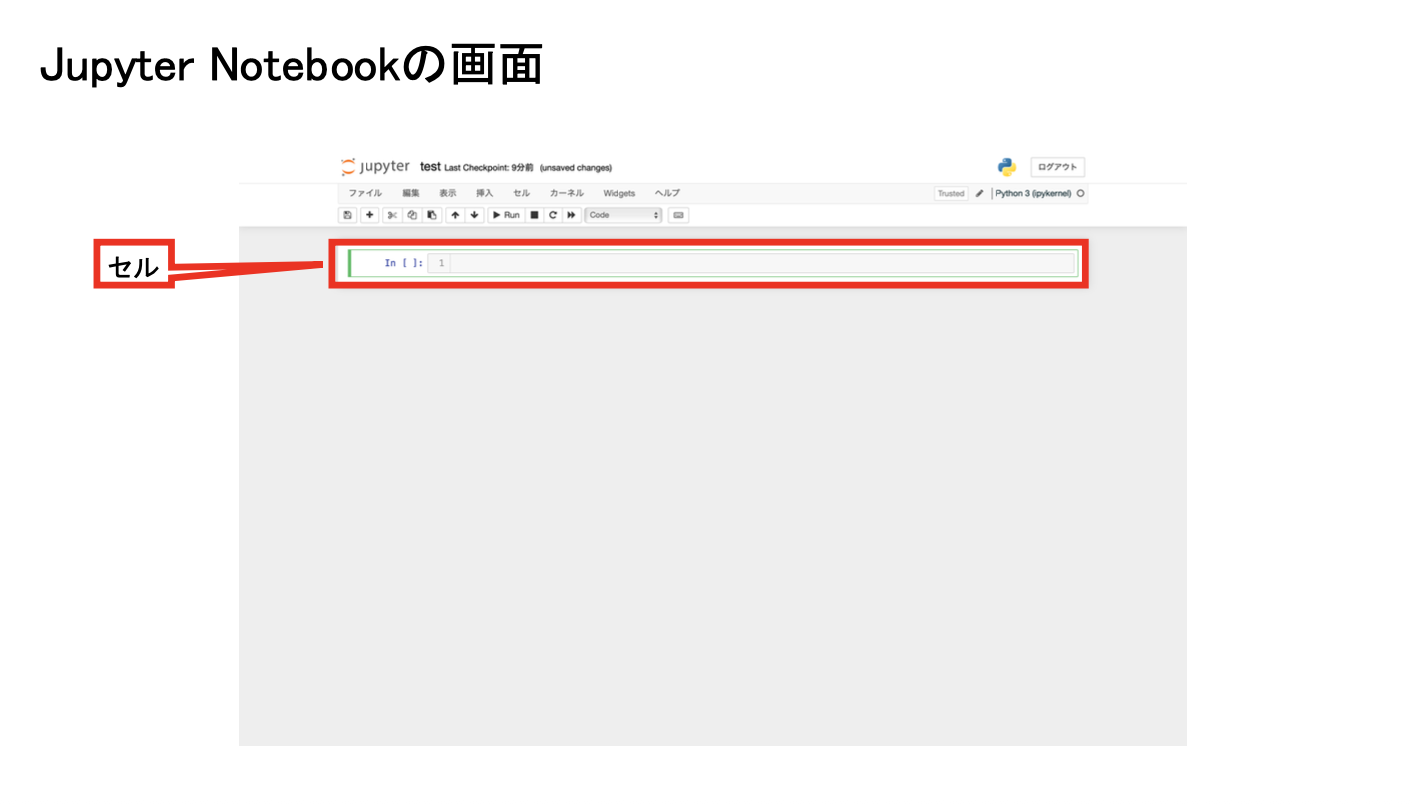 Jupyter Notebookの画面
jupyter test Last Checkpoint: 9分前 (unsaved changes) ログアウト
ファイル 編集 表示 挿入 セル カーネル Widgets ヘルプ Trusted Python 3 (ipykernel)
Run Code
セル In [ ]: 1